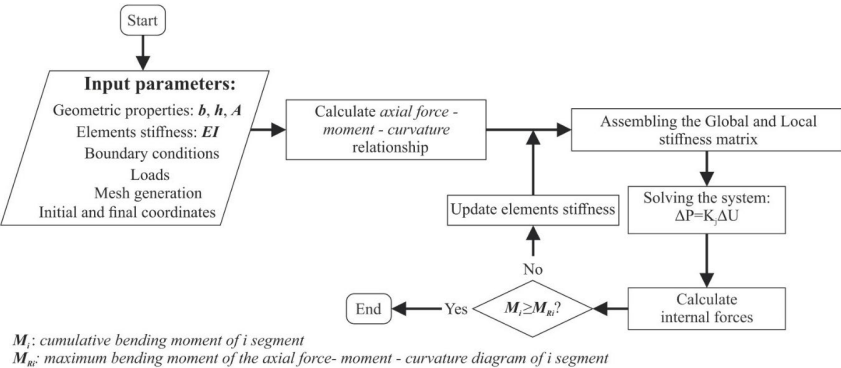 Start
Input parameters:
Geometric properties: b, h, A
Elements stiffness: EI
Boundary conditions
Loads
Mesh generation
Initial and final coordinates
Calculate axial force -
moment - curvature
relationship
Assembling the Global and Local
stiffness matrix
Solving the system:
ΔP=KjΔU
Calculate
internal forces
Mi≥MRi?
No
Update elements stiffness
Yes
End
Mi: cumulative bending moment of i segment
MRi: maximum bending moment of the axial force- moment - curvature diagram of i segment